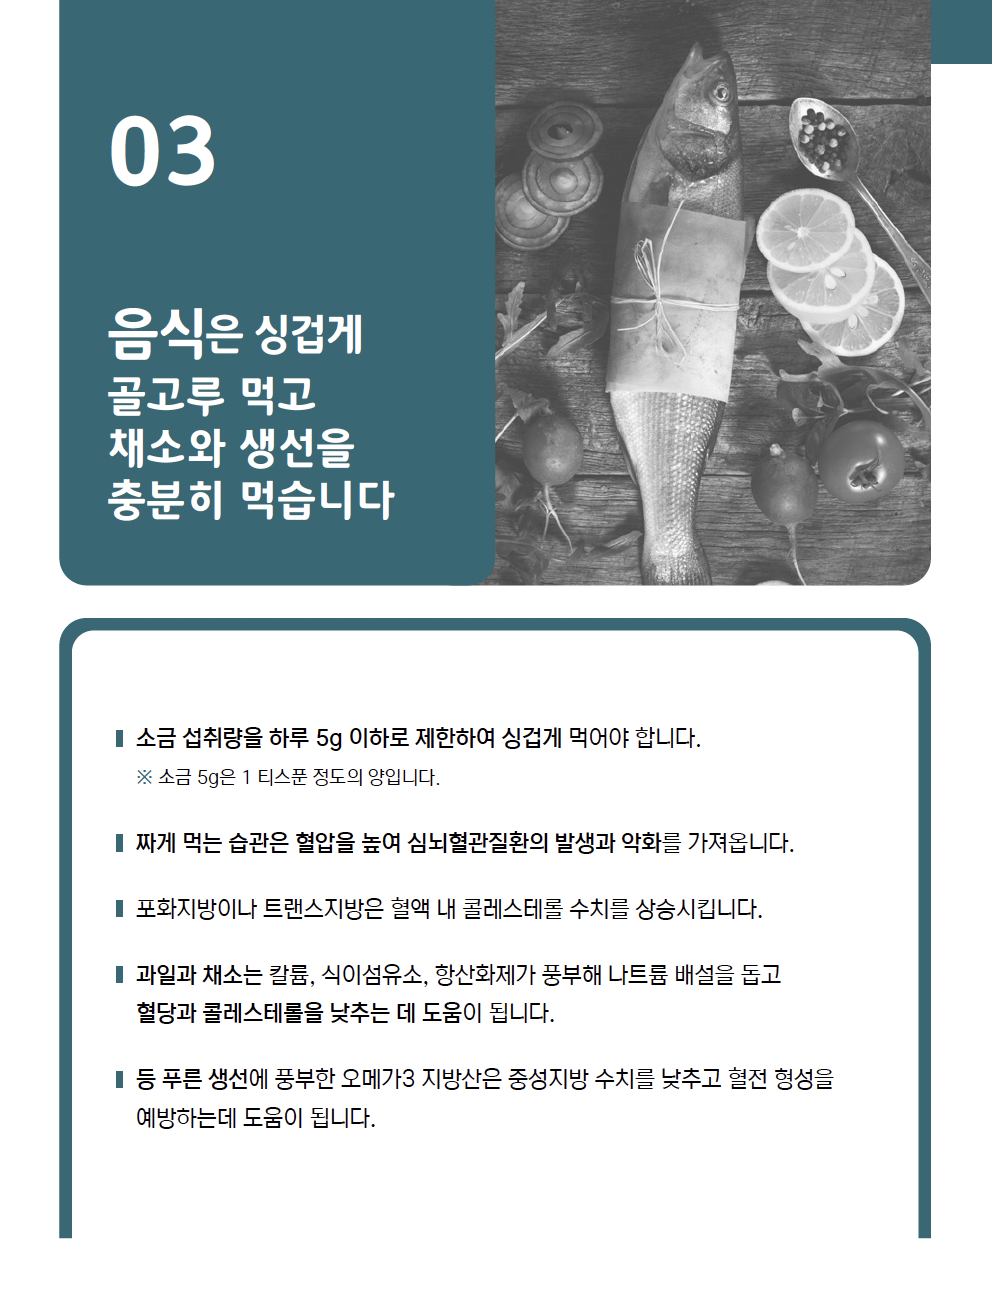 03
음식은 싱겁게
골고루 먹고
채소와 생선을
충분히 먹습니다
소금 섭취량을 하루 5g 이하로 제한하여 싱겁게 먹어야 합니다.
※ 소금 5g은 1 티스푼 정도의 양입니다.
짜게 먹는 습관은 혈압을 높여 심뇌혈관질환의 발생과 악화를 가져옵니다.
포화지방이나 트랜스지방은 혈액 내 콜레스테롤 수치를 상승시킵니다.
과일과 채소는 칼륨, 식이섬유소, 항산화제가 풍부해 나트륨 배설을 돕고
혈당과 콜레스테롤을 낮추는 데 도움이 됩니다.
등 푸른 생선에 풍부한 오메가3 지방산은 중성지방 수치를 낮추고 혈전 형성을
예방하는데 도움이 됩니다.